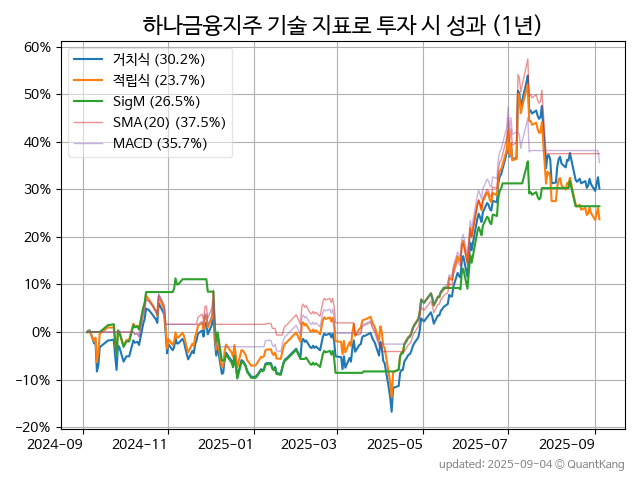 하나금융지주 기술 지표로 투자 시 성과 (1년)
60%
50%
40%
30%
20%
10%
0%
−10%
−20%
거치식 (30.2%)
적립식 (23.7%)
SigM (26.5%)
SMA(20) (37.5%)
MACD (35.7%)
2024-09
2024-11
2025-01
2025-03
2025-05
2025-07
2025-09
updated: 2025-09-04 © QuantKang